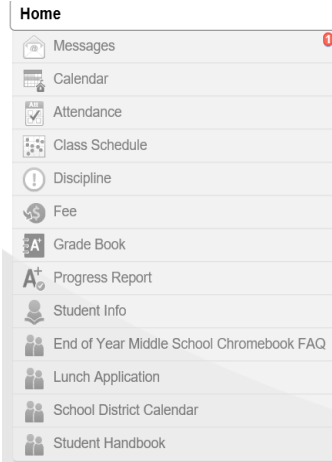 Home
Messages
1
Calendar
Attendance
Class Schedule
Discipline
Fee
Grade Book
Progress Report
Student Info
End of Year Middle School Chromebook FAQ
Lunch Application
School District Calendar
Student Handbook